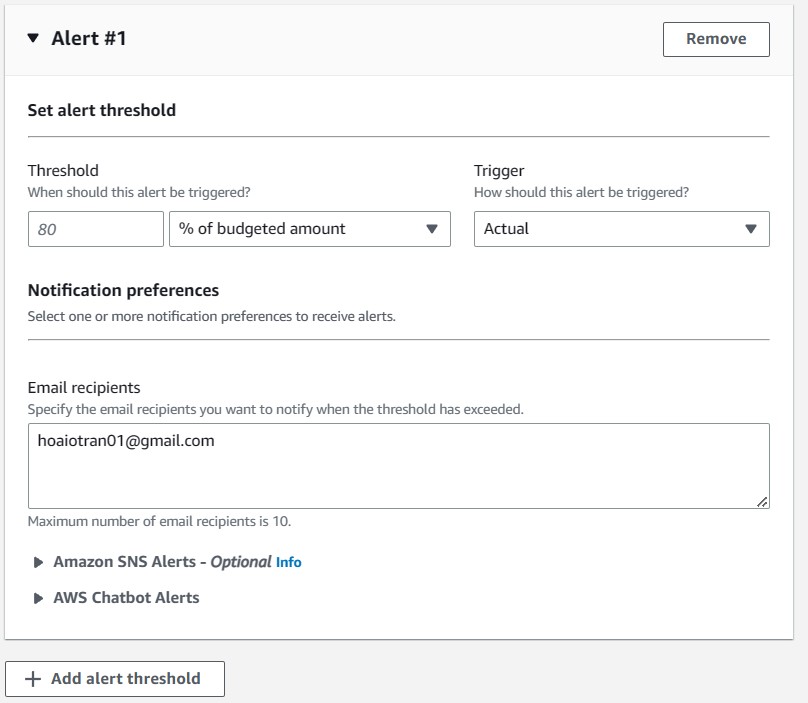 Alert #1
Remove
Set alert threshold
Threshold
When should this alert be triggered?
80
% of budgeted amount
Trigger
How should this alert be triggered?
Actual
Notification preferences
Select one or more notification preferences to receive alerts.
Email recipients
Specify the email recipients you want to notify when the threshold has exceeded.
hoaiotran01@gmail.com
Maximum number of email recipients is 10.
Amazon SNS Alerts - Optional Info
AWS Chatbot Alerts
Add alert threshold